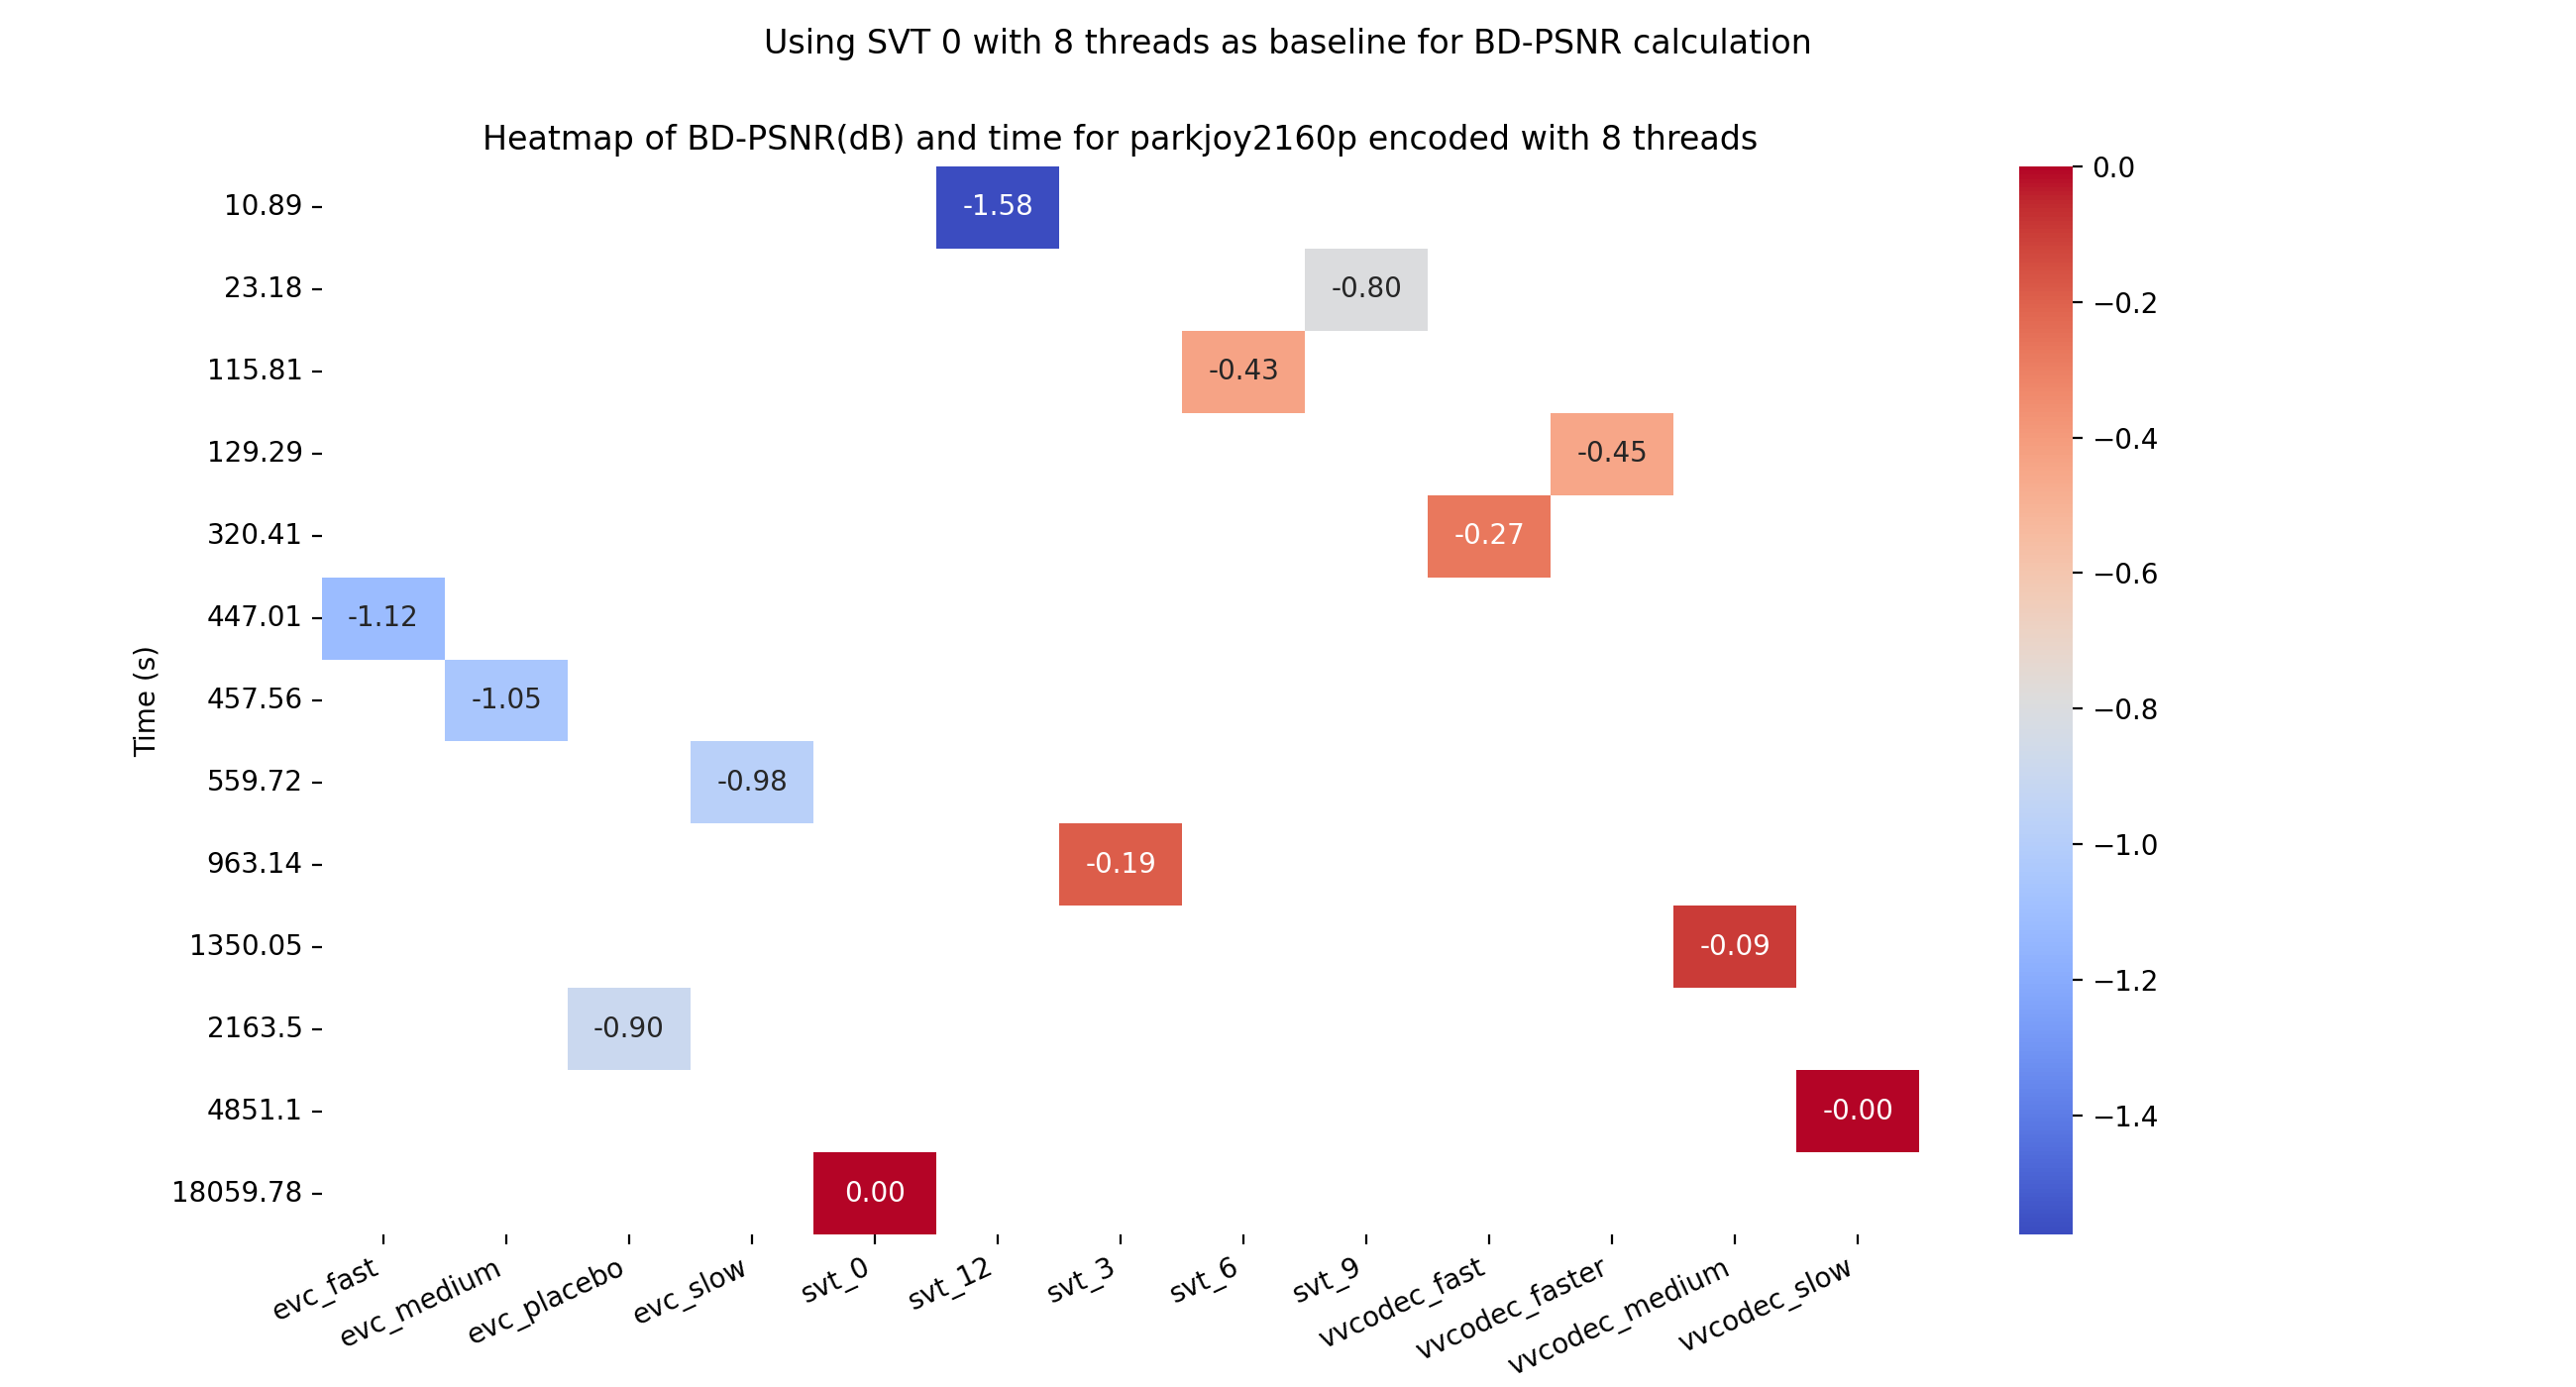 Using SVT 0 with 8 threads as baseline for BD-PSNR calculation
Heatmap of BD-PSNR(dB) and time for parkjoy2160p encoded with 8 threads
Time (s)
10.89
23.18
115.81
129.29
320.41
447.01
457.56
559.72
963.14
1350.05
2163.5
4851.1
18059.78
-1.58
-0.80
-0.43
-0.45
-0.27
-1.12
-1.05
-0.98
-0.19
-0.09
-0.90
-0.00
0.00
evc_fast
evc_medium
evc_placebo
evc_slow
svt_0
svt_12
svt_3
svt_6
svt_9
vvcodec_fast
vvcodec_faster
vvcodec_medium
vvcodec_slow
0.0
−0.2
−0.4
−0.6
−0.8
−1.0
−1.2
−1.4